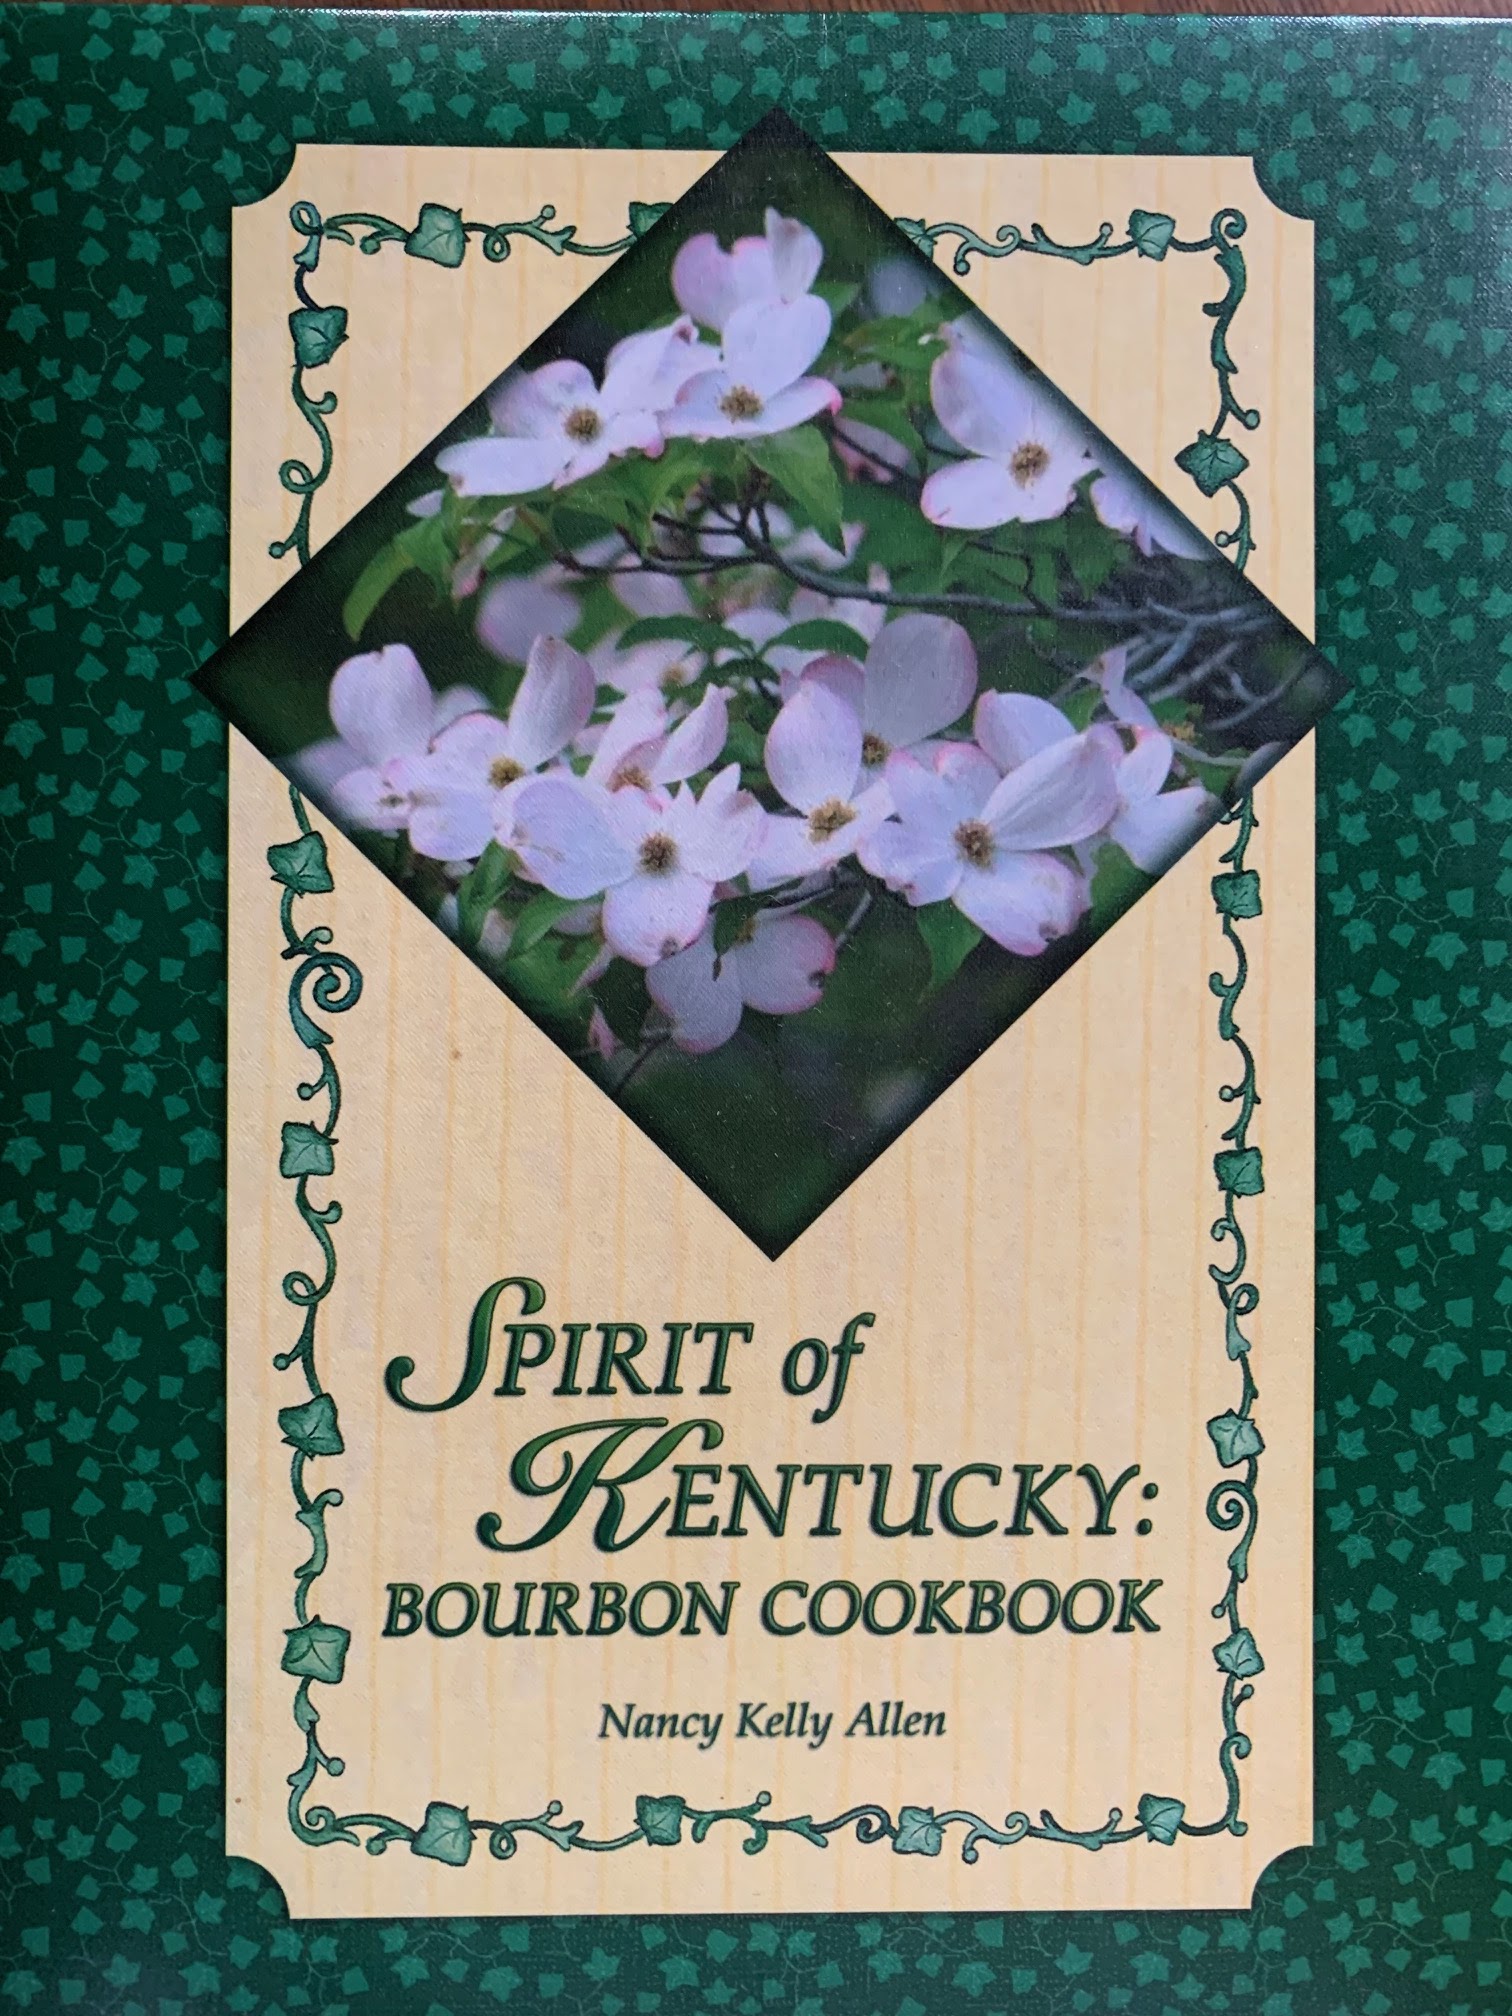 SPIRIT of
KENTUCKY:
BOURBON COOKBOOK
Nancy Kelly Allen